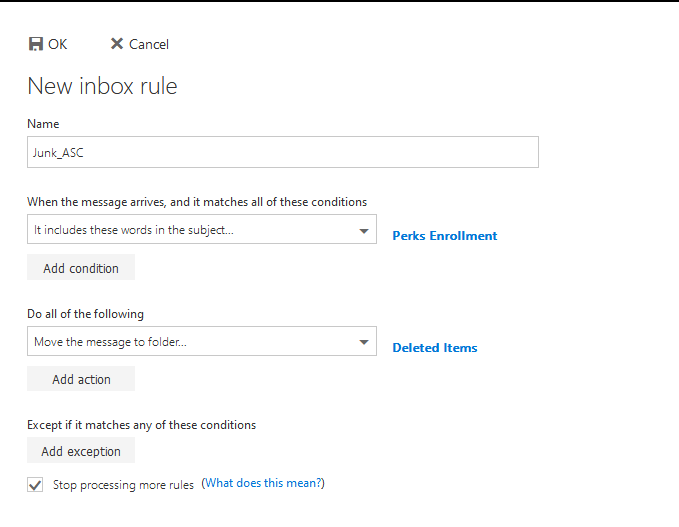 OK Cancel
New inbox rule
Name
Junk_ASC
When the message arrives, and it matches all of these conditions
It includes these words in the subject...
Perks Enrollment
Add condition
Do all of the following
Move the message to folder...
Deleted Items
Add action
Except if it matches any of these conditions
Add exception
Stop processing more rules (What does this mean?)